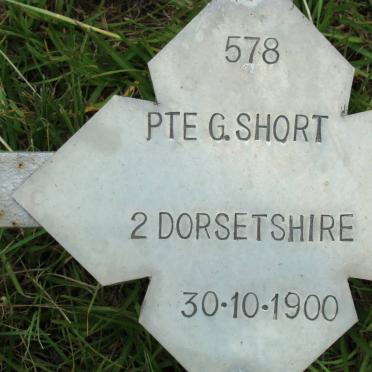 578
PTE G. SHORT
2 DORSETSHIRE
30·10·1900